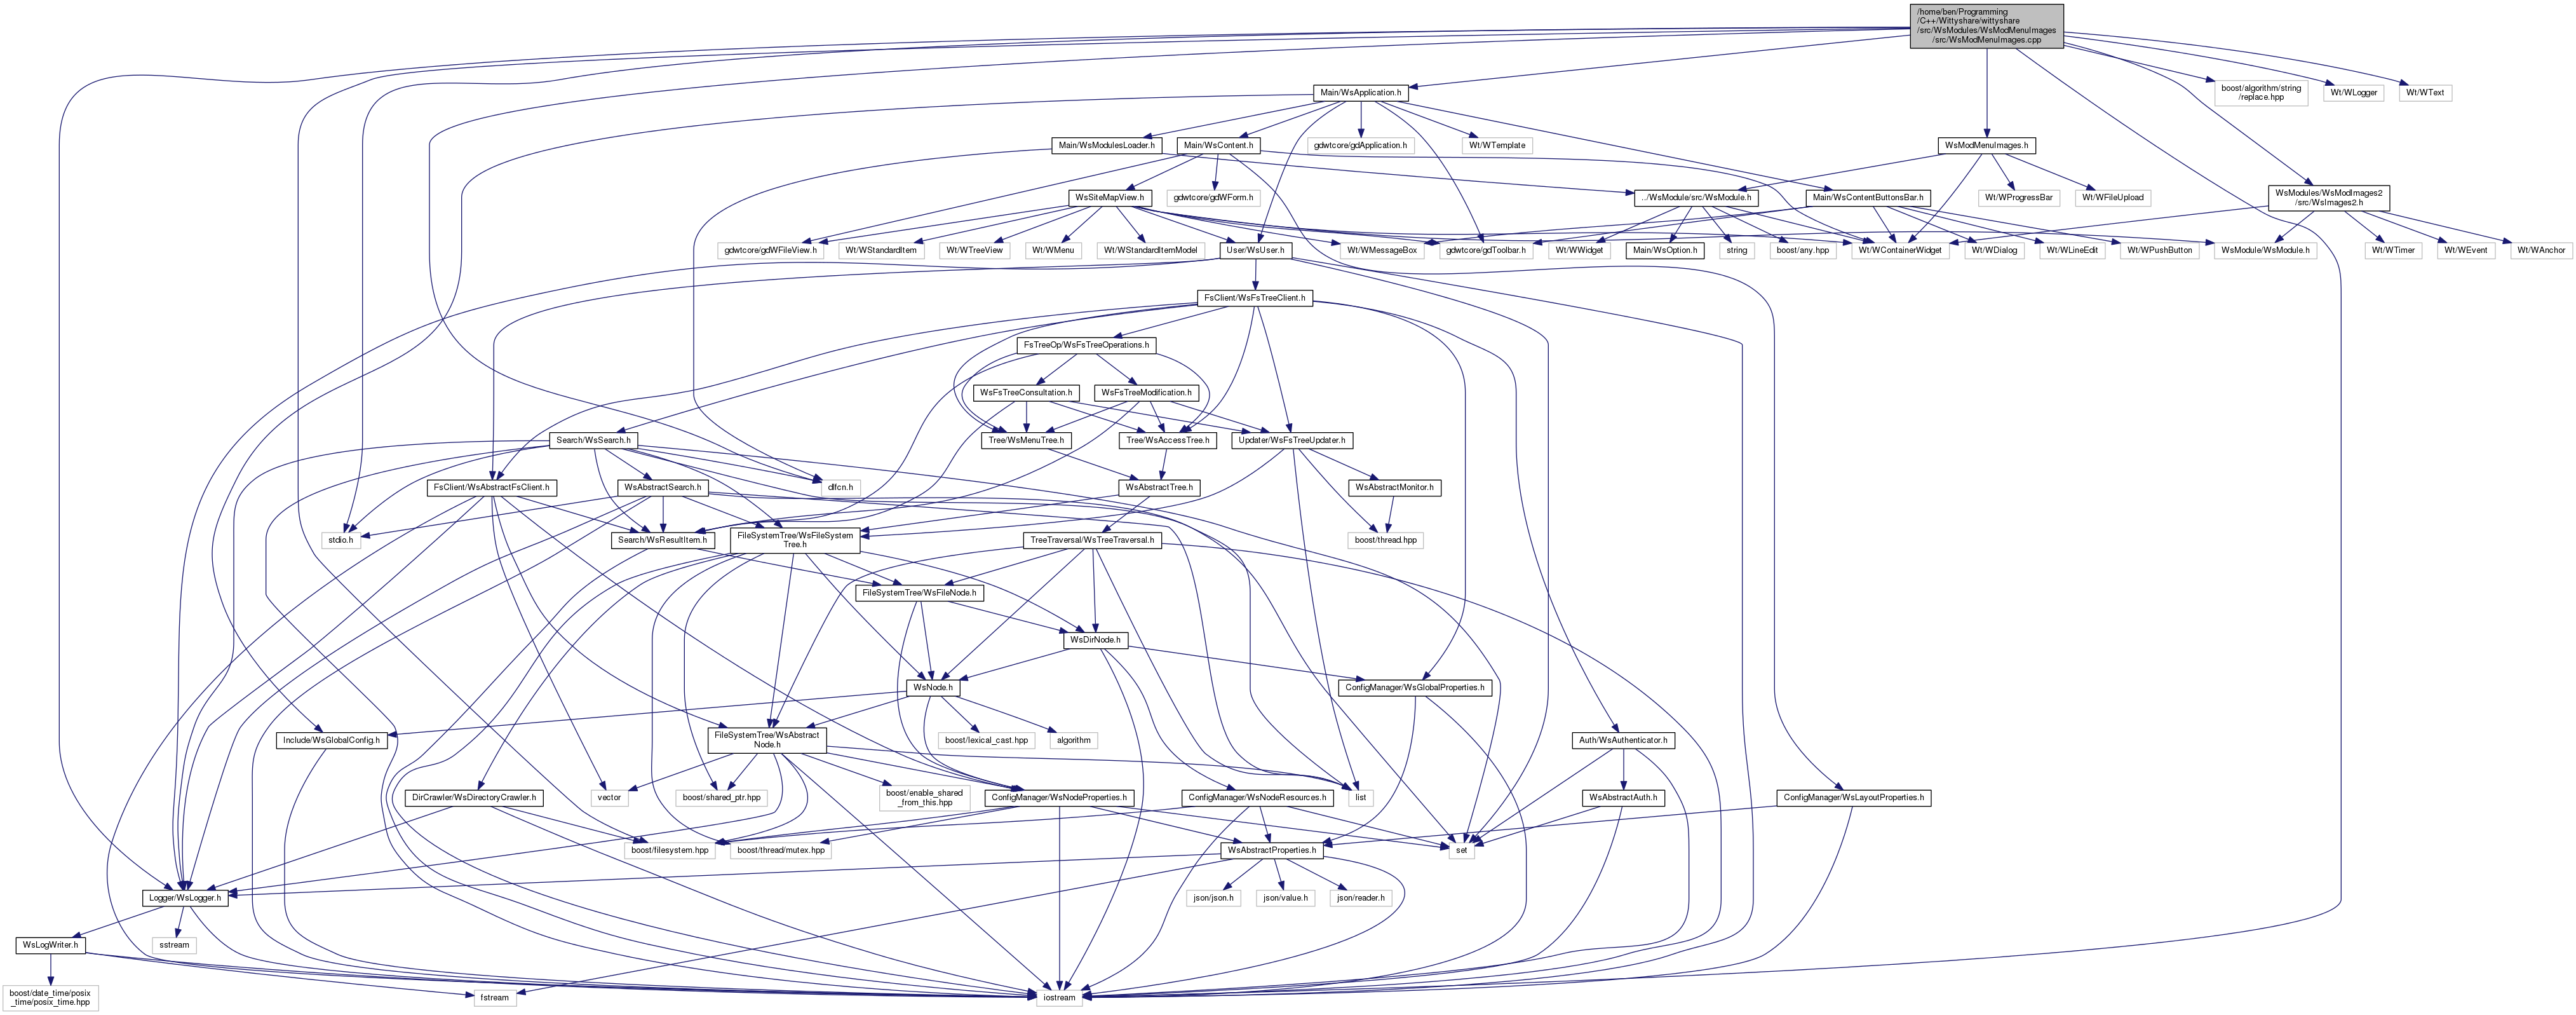 /home/ben/Programming
/C++/Wittyshare/wittyshare
/src/WsModules/WsModMenuImages
/src/WsModMenuImages.cpp
Main/WsApplication.h
boost/algorithm/string
/replace.hpp
Wt/WLogger
Wt/WText
Main/WsModulesLoader.h
Main/WsContent.h
gdwtcore/gdApplication.h
Wt/WTemplate
WsModMenuImages.h
WsSiteMapView.h
gdwtcore/gdWForm.h
../WsModule/src/WsModule.h
Main/WsContentButtonsBar.h
Wt/WProgressBar
Wt/WFileUpload
WsModules/WsModImages2
/src/WsImages2.h
gdwtcore/gdWFileView.h
Wt/WStandardItem
Wt/WTreeView
Wt/WMenu
Wt/WStandardItemModel
User/WsUser.h
Wt/WMessageBox
gdwtcore/gdToolbar.h
Wt/WWidget
Main/WsOption.h
string
boost/any.hpp
Wt/WContainerWidget
Wt/WDialog
Wt/WLineEdit
Wt/WPushButton
WsModule/WsModule.h
Wt/WTimer
Wt/WEvent
Wt/WAnchor
FsClient/WsFsTreeClient.h
FsTreeOp/WsFsTreeOperations.h
WsFsTreeConsultation.h
WsFsTreeModification.h
Search/WsSearch.h
Tree/WsMenuTree.h
Tree/WsAccessTree.h
Updater/WsFsTreeUpdater.h
FsClient/WsAbstractFsClient.h
WsAbstractSearch.h
dlfcn.h
WsAbstractTree.h
WsAbstractMonitor.h
stdio.h
Search/WsResultItem.h
FileSystemTree/WsFileSystem
Tree.h
TreeTraversal/WsTreeTraversal.h
boost/thread.hpp
FileSystemTree/WsFileNode.h
WsDirNode.h
WsNode.h
ConfigManager/WsGlobalProperties.h
Include/WsGlobalConfig.h
FileSystemTree/WsAbstract
Node.h
boost/lexical_cast.hpp
algorithm
Auth/WsAuthenticator.h
DirCrawler/WsDirectoryCrawler.h
vector
boost/shared_ptr.hpp
boost/enable_shared
_from_this.hpp
ConfigManager/WsNodeProperties.h
ConfigManager/WsNodeResources.h
list
WsAbstractAuth.h
ConfigManager/WsLayoutProperties.h
boost/filesystem.hpp
boost/thread/mutex.hpp
WsAbstractProperties.h
set
Logger/WsLogger.h
json/json.h
json/value.h
json/reader.h
WsLogWriter.h
sstream
boost/date_time/posix
_time/posix_time.hpp
fstream
iostream